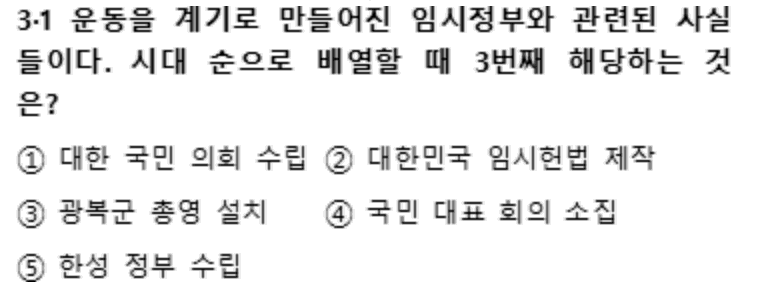 3·1 운동을 계기로 만들어진 임시정부와 관련된 사실
들이다. 시대 순으로 배열할 때 3번째 해당하는 것
은?
① 대한 국민 의회 수립 ② 대한민국 임시헌법 제작
③ 광복군 총영 설치 ④ 국민 대표 회의 소집
⑤ 한성 정부 수립